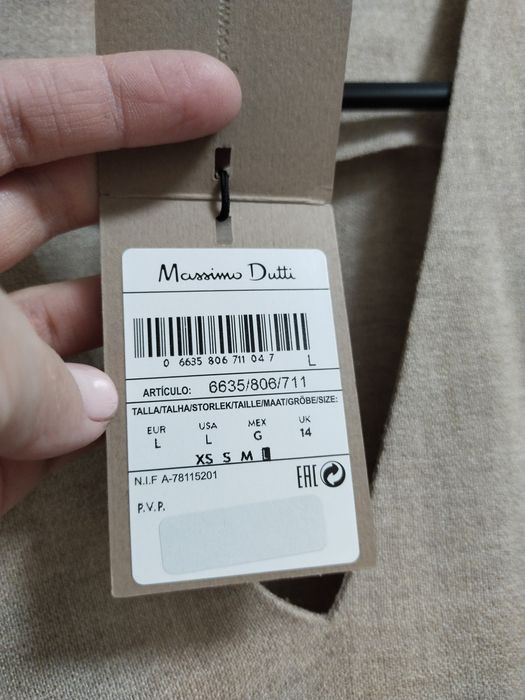 Massimo Dutti
0 6635 806 711 04 7 L
ARTÍCULO: 6635/806/711
TALLA/TALHA/STORLEK/TAILLE/MAAT/GRÖBE/SIZE:
EUR USA MEX UK
L L G 14
XS S M L
N.I.F A-78115201
EAC
P.V.P.